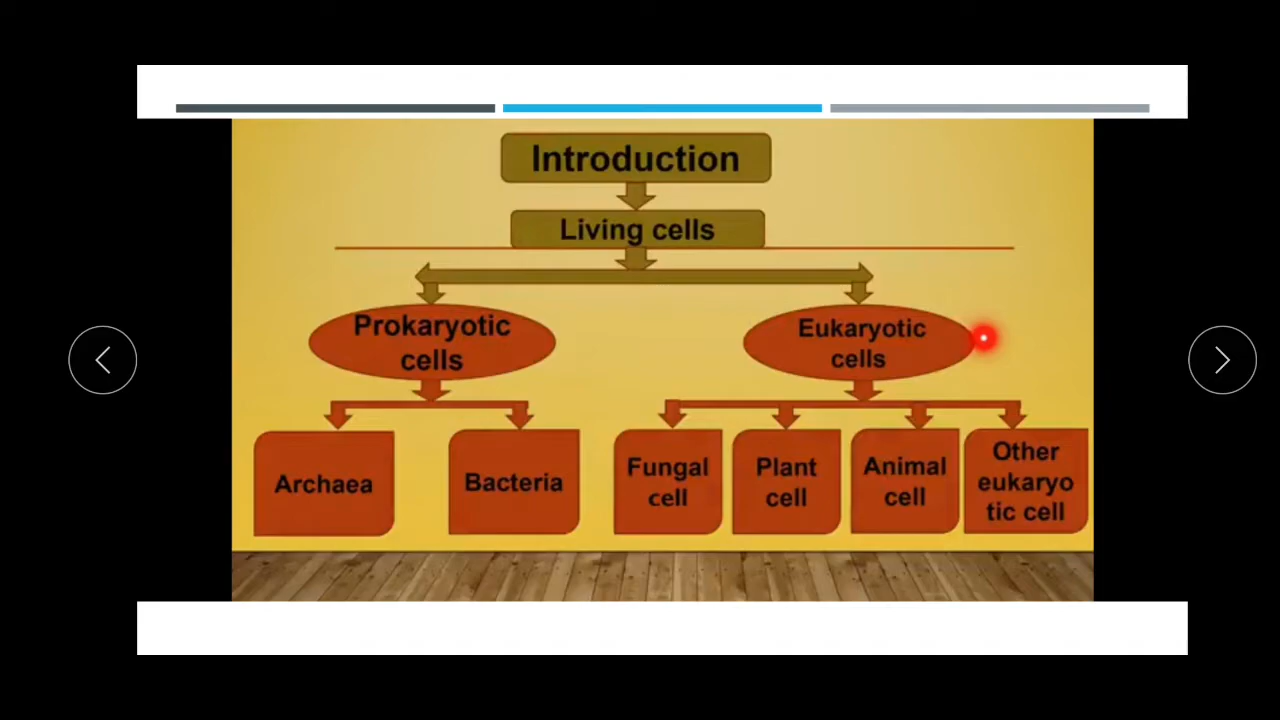 Introduction
Living cells
Prokaryotic
cells
Eukaryotic
cells
Archaea
Bacteria
Fungal
cell
Plant
cell
Animal
cell
Other
eukaryo
tic cell